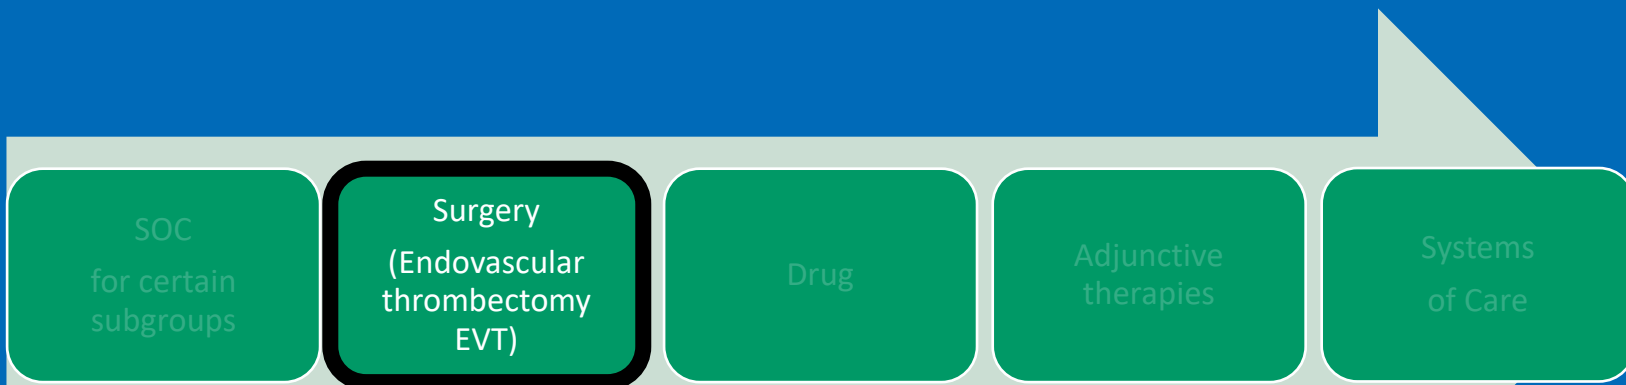 SOC
for certain
subgroups
Surgery
(Endovascular
thrombectomy
EVT)
Drug
Adjunctive
therapies
Systems
of Care